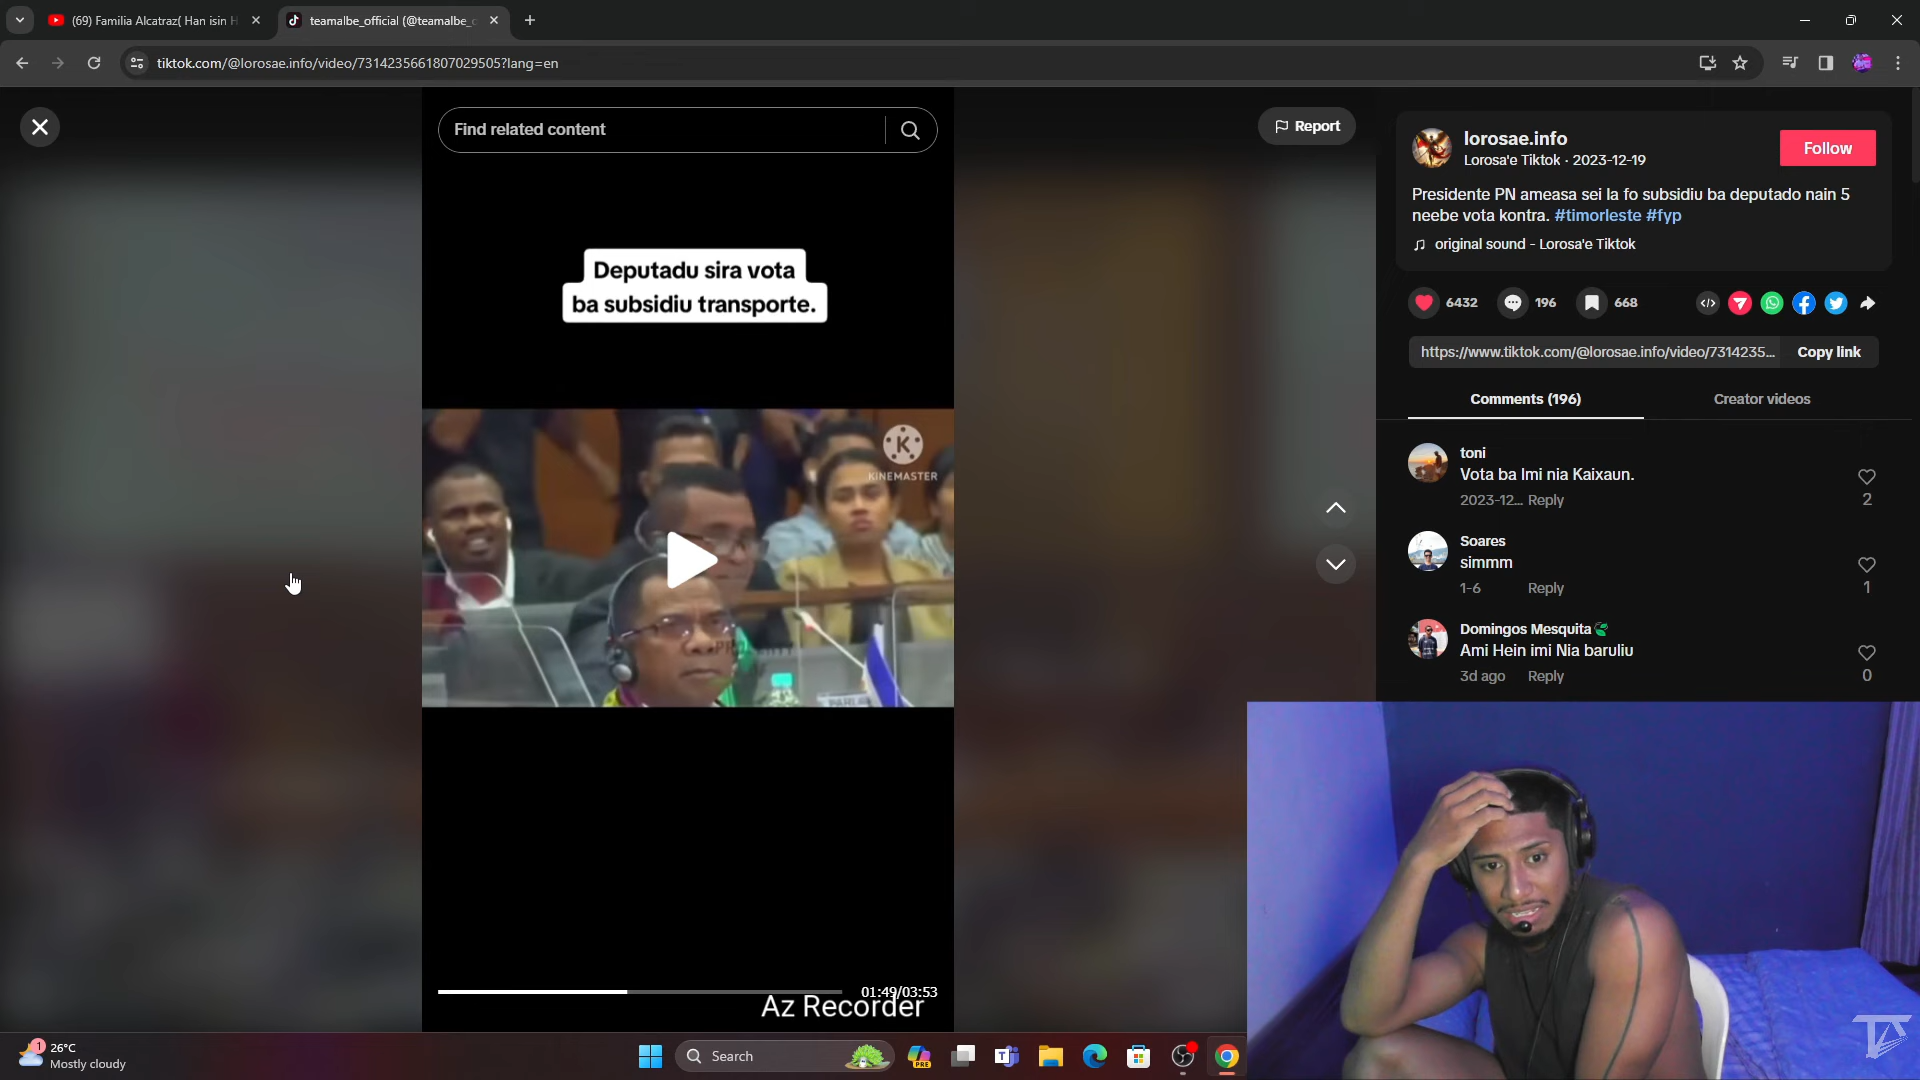 (69) Familia Alcatraz( Han isin H
teamalbe_official (@teamalbe_c
tiktok.com/@lorosae.info/video/7314235661807029505?lang=en
Find related content
Report
Deputadu sira vota
ba subsidiu transporte.
KINEMASTER
01:49/03:53
Az Recorder
lorosae.info
Lorosa'e Tiktok · 2023-12-19
Follow
Presidente PN ameasa sei la fo subsidiu ba deputado nain 5
neebe vota kontra. #timorleste #fyp
original sound - Lorosa'e Tiktok
6432
196
668
https://www.tiktok.com/@lorosae.info/video/7314235...
Copy link
Comments (196)
Creator videos
toni
Vota ba Imi nia Kaixaun.
2023-12... Reply
2
Soares
simmm
1-6 Reply
1
Domingos Mesquita
Ami Hein imi Nia baruliu
3d ago Reply
0
1
26°C
Mostly cloudy
Search
PRE